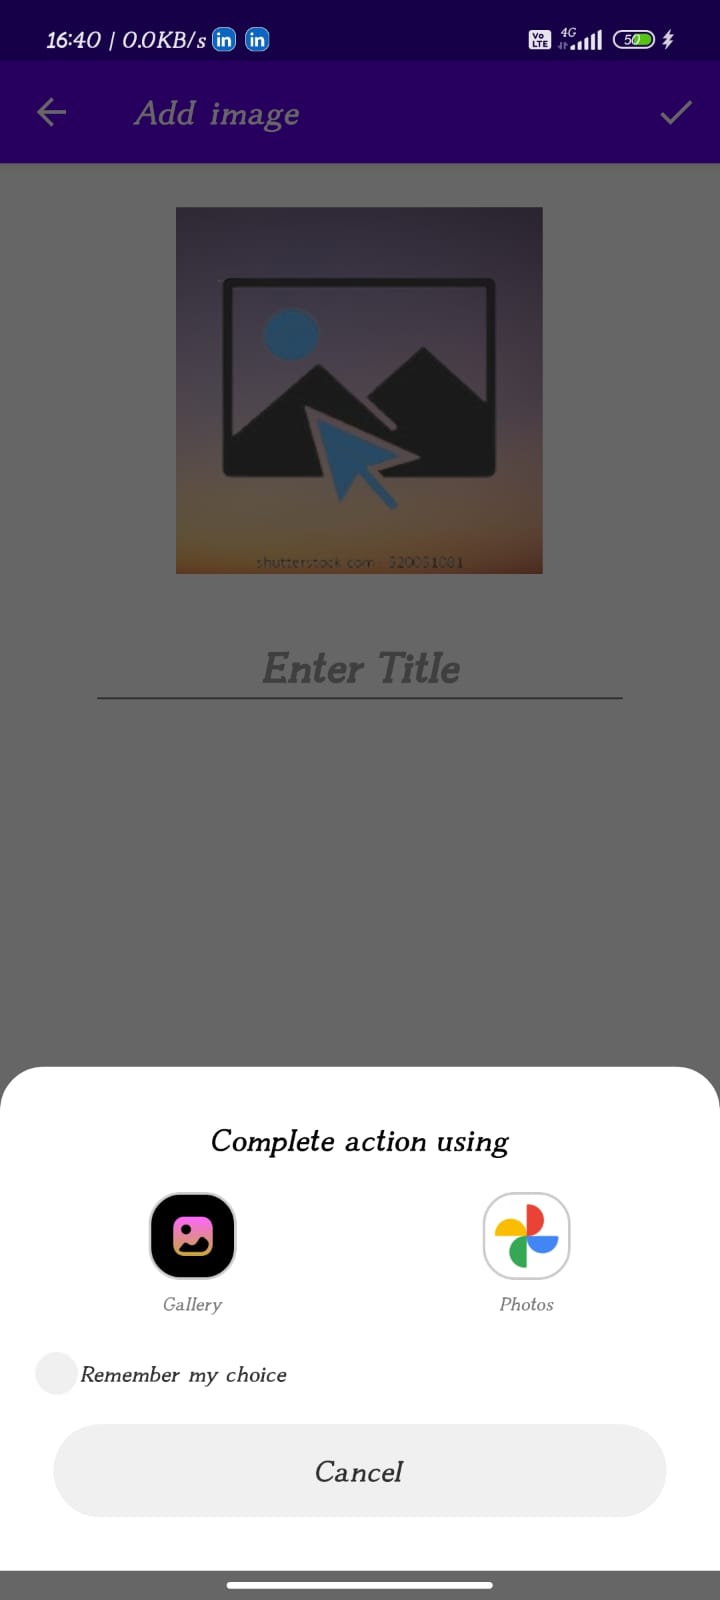 16:40 | 0.0KB/s in in Vo LTE 4G 50
Add image
shutterstock.com · 520051081
Enter Title
Complete action using
Gallery Photos
Remember my choice
Cancel